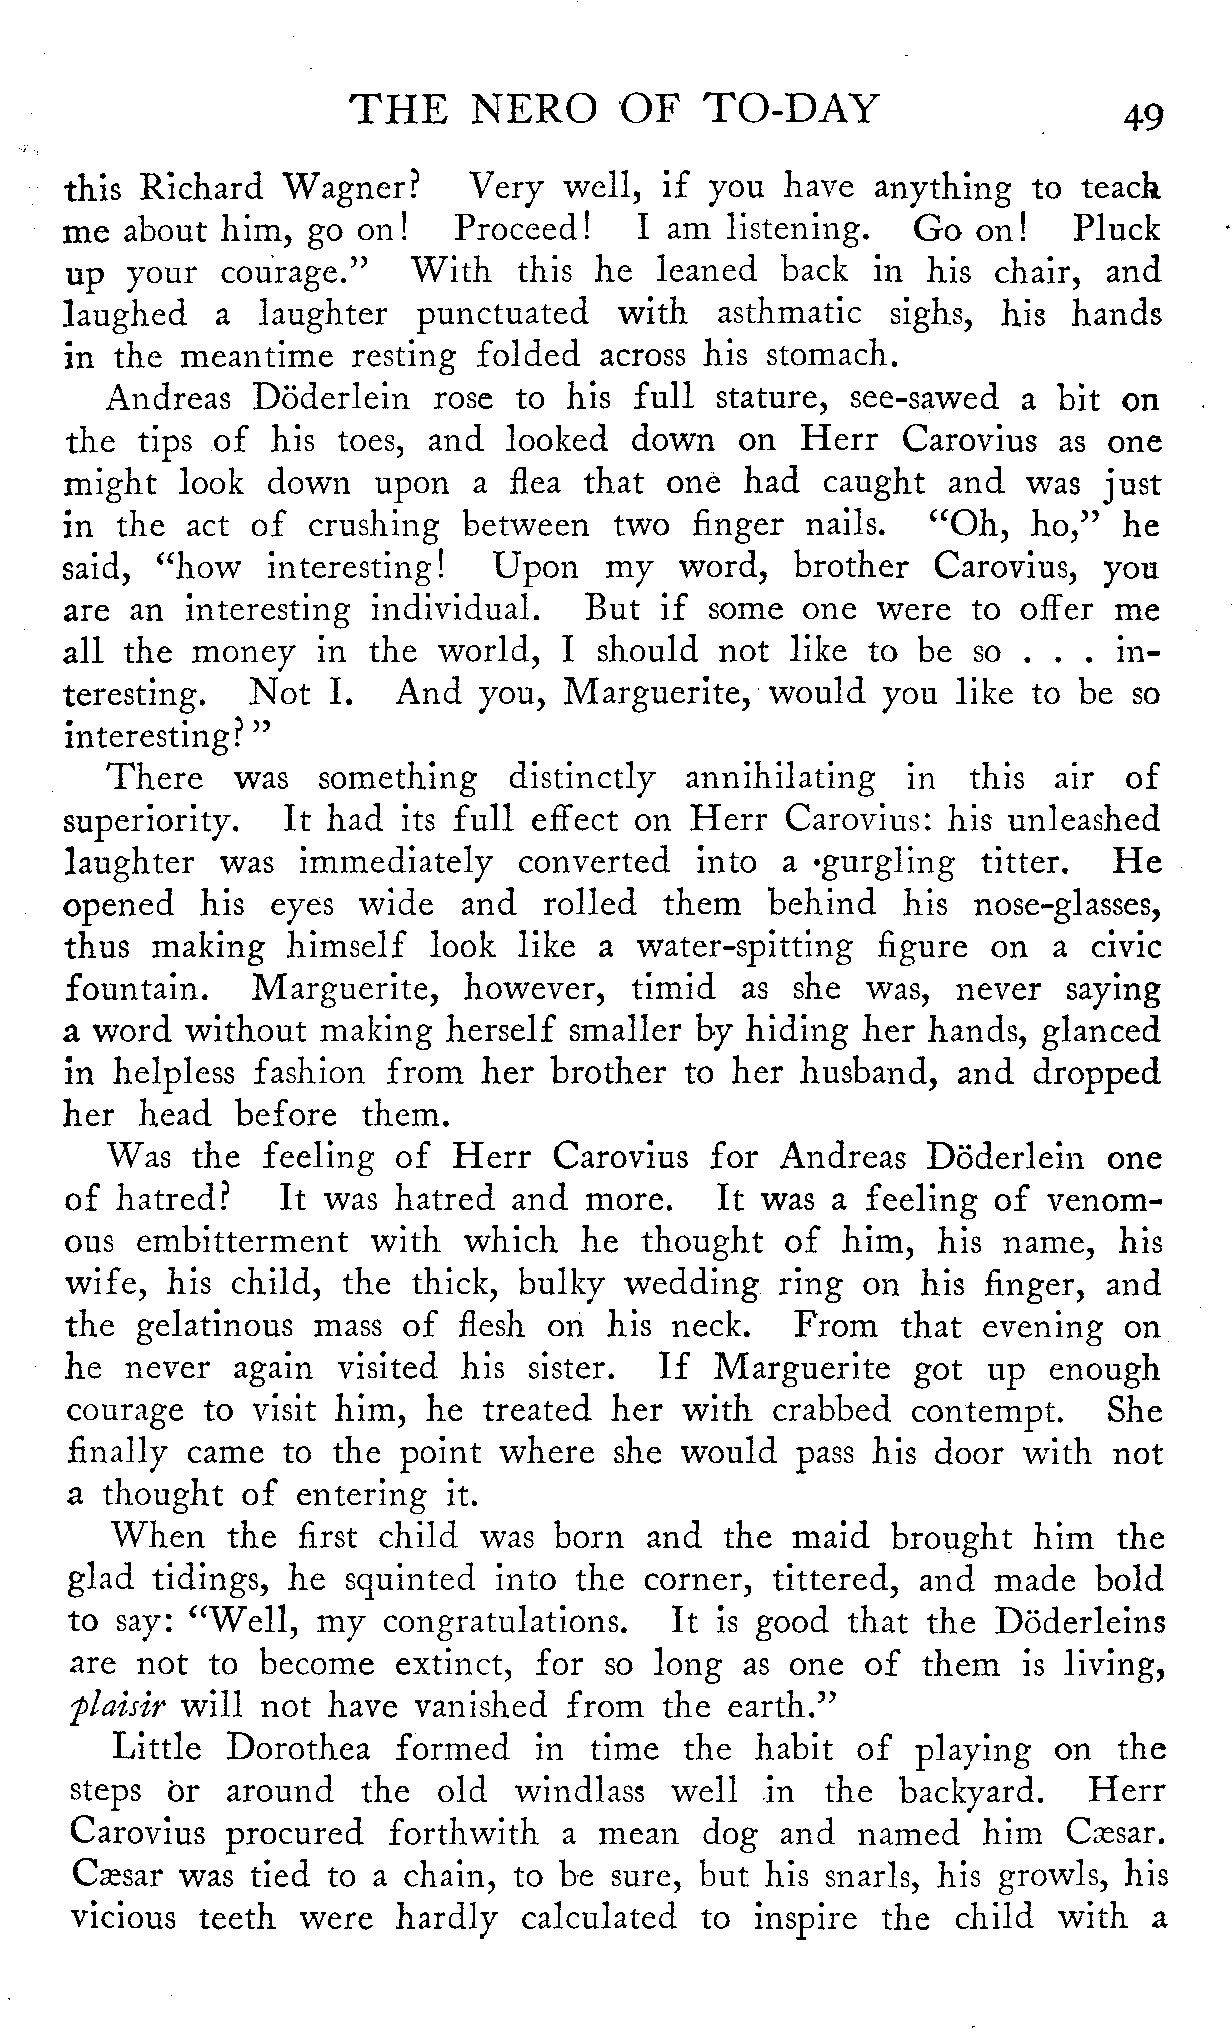 THE NERO OF TO-DAY 49
this Richard Wagner? Very well, if you have anything to teach
me about him, go on! Proceed! I am listening. Go on! Pluck
up your courage.” With this he leaned back in his chair, and
laughed a laughter punctuated with asthmatic sighs, his hands
in the meantime resting folded across his stomach.
Andreas Döderlein rose to his full stature, see-sawed a bit on
the tips of his toes, and looked down on Herr Carovius as one
might look down upon a flea that one had caught and was just
in the act of crushing between two finger nails. “Oh, ho,” he
said, “how interesting! Upon my word, brother Carovius, you
are an interesting individual. But if some one were to offer me
all the money in the world, I should not like to be so . . . in-
teresting. Not I. And you, Marguerite, would you like to be so
interesting?”
There was something distinctly annihilating in this air of
superiority. It had its full effect on Herr Carovius: his unleashed
laughter was immediately converted into a gurgling titter. He
opened his eyes wide and rolled them behind his nose-glasses,
thus making himself look like a water-spitting figure on a civic
fountain. Marguerite, however, timid as she was, never saying
a word without making herself smaller by hiding her hands, glanced
in helpless fashion from her brother to her husband, and dropped
her head before them.
Was the feeling of Herr Carovius for Andreas Döderlein one
of hatred? It was hatred and more. It was a feeling of venom-
ous embitterment with which he thought of him, his name, his
wife, his child, the thick, bulky wedding ring on his finger, and
the gelatinous mass of flesh on his neck. From that evening on
he never again visited his sister. If Marguerite got up enough
courage to visit him, he treated her with crabbed contempt. She
finally came to the point where she would pass his door with not
a thought of entering it.
When the first child was born and the maid brought him the
glad tidings, he squinted into the corner, tittered, and made bold
to say: “Well, my congratulations. It is good that the Döderleins
are not to become extinct, for so long as one of them is living,
plaisir will not have vanished from the earth.”
Little Dorothea formed in time the habit of playing on the
steps or around the old windlass well in the backyard. Herr
Carovius procured forthwith a mean dog and named him Cæsar.
Cæsar was tied to a chain, to be sure, but his snarls, his growls, his
vicious teeth were hardly calculated to inspire the child with a